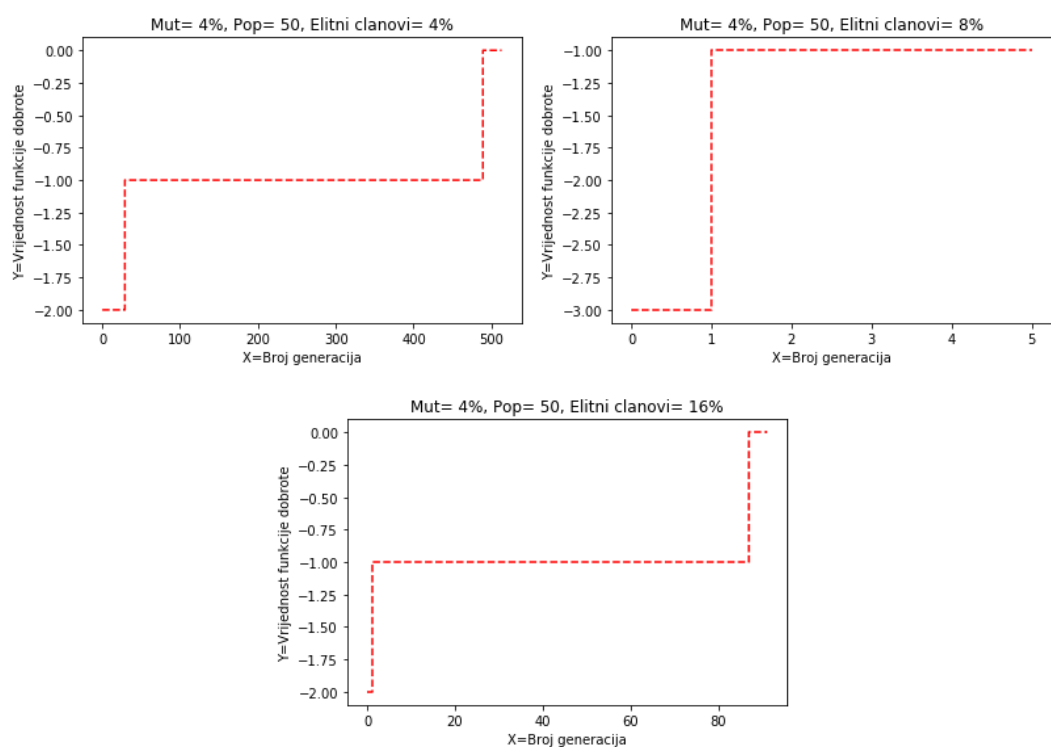 Mut= 4%, Pop= 50, Elitni clanovi= 4%
0.00
−0.25
−0.50
−0.75
−1.00
−1.25
−1.50
−1.75
−2.00
Y=Vrijednost funkcije dobrote
0 100 200 300 400 500
X=Broj generacija
Mut= 4%, Pop= 50, Elitni clanovi= 8%
−1.00
−1.25
−1.50
−1.75
−2.00
−2.25
−2.50
−2.75
−3.00
Y=Vrijednost funkcije dobrote
0 1 2 3 4 5
X=Broj generacija
Mut= 4%, Pop= 50, Elitni clanovi= 16%
0.00
−0.25
−0.50
−0.75
−1.00
−1.25
−1.50
−1.75
−2.00
Y=Vrijednost funkcije dobrote
0 20 40 60 80
X=Broj generacija